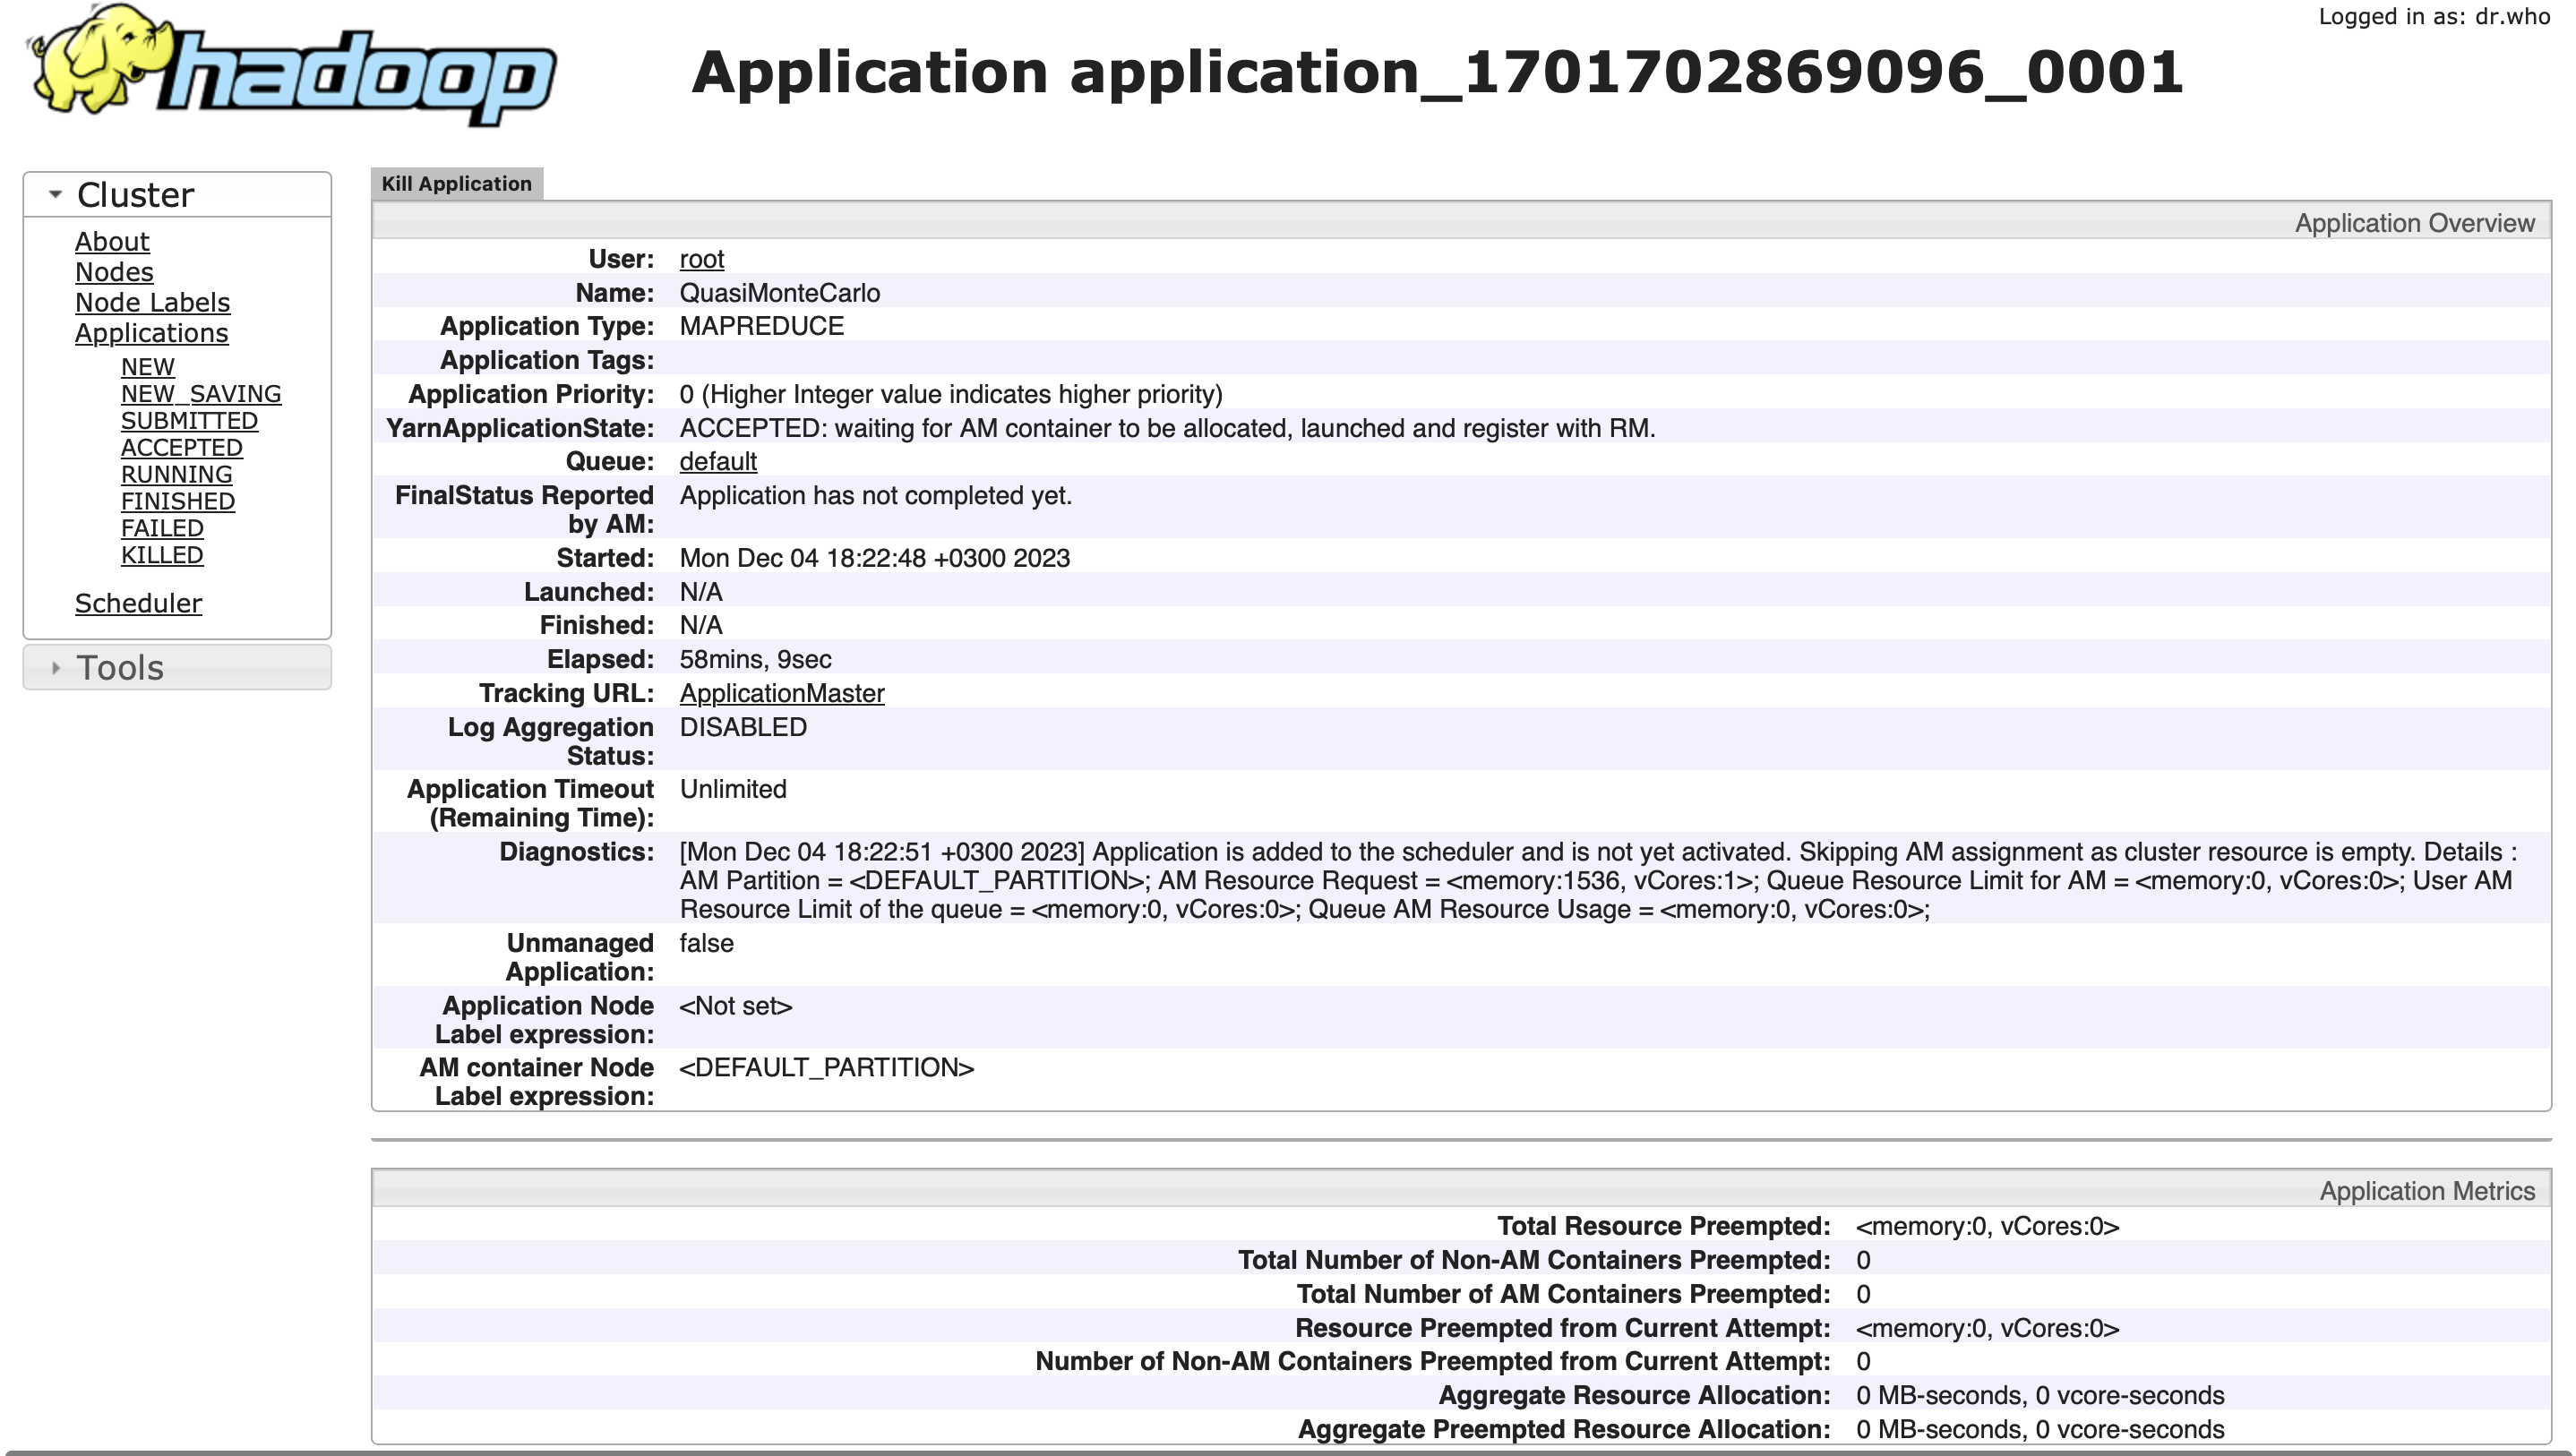 hadoop
Logged in as: dr.who
Application application_1701702869096_0001
Cluster
About
Nodes
Node Labels
Applications
NEW
NEW_SAVING
SUBMITTED
ACCEPTED
RUNNING
FINISHED
FAILED
KILLED
Scheduler
Tools
Kill Application
Application Overview
User: root
Name: QuasiMonteCarlo
Application Type: MAPREDUCE
Application Tags:
Application Priority: 0 (Higher Integer value indicates higher priority)
YarnApplicationState: ACCEPTED: waiting for AM container to be allocated, launched and register with RM.
Queue: default
FinalStatus Reported Application has not completed yet.
by AM:
Started: Mon Dec 04 18:22:48 +0300 2023
Launched: N/A
Finished: N/A
Elapsed: 58mins, 9sec
Tracking URL: ApplicationMaster
Log Aggregation DISABLED
Status:
Application Timeout Unlimited
(Remaining Time):
Diagnostics: [Mon Dec 04 18:22:51 +0300 2023] Application is added to the scheduler and is not yet activated. Skipping AM assignment as cluster resource is empty. Details :
AM Partition = <DEFAULT_PARTITION>; AM Resource Request = <memory:1536, vCores:1>; Queue Resource Limit for AM = <memory:0, vCores:0>; User AM
Resource Limit of the queue = <memory:0, vCores:0>; Queue AM Resource Usage = <memory:0, vCores:0>;
Unmanaged false
Application:
Application Node <Not set>
Label expression:
AM container Node <DEFAULT_PARTITION>
Label expression:
Application Metrics
Total Resource Preempted: <memory:0, vCores:0>
Total Number of Non-AM Containers Preempted: 0
Total Number of AM Containers Preempted: 0
Resource Preempted from Current Attempt: <memory:0, vCores:0>
Number of Non-AM Containers Preempted from Current Attempt: 0
Aggregate Resource Allocation: 0 MB-seconds, 0 vcore-seconds
Aggregate Preempted Resource Allocation: 0 MB-seconds, 0 vcore-seconds